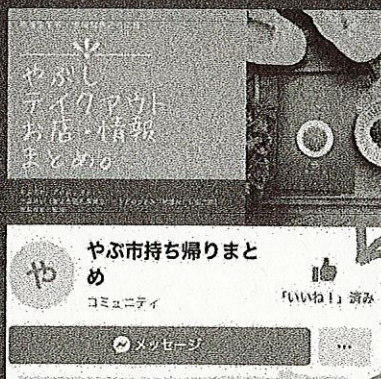 やぶし
テイクアウト
お店・情報
まとめ。
や
やぶ市持ち帰りまと
め
コミュニティ
「いいね！」済み
メッセージ
...